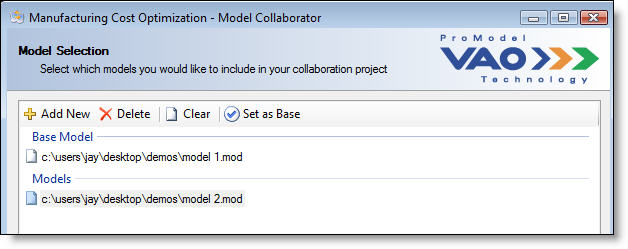 Manufacturing Cost Optimization - Model Collaborator
Model Selection
Select which models you would like to include in your collaboration project
ProModel
VAO
Technology
Add New Delete Clear Set as Base
Base Model
c:\users\jay\desktop\demos\model 1.mod
Models
c:\users\jay\desktop\demos\model 2.mod